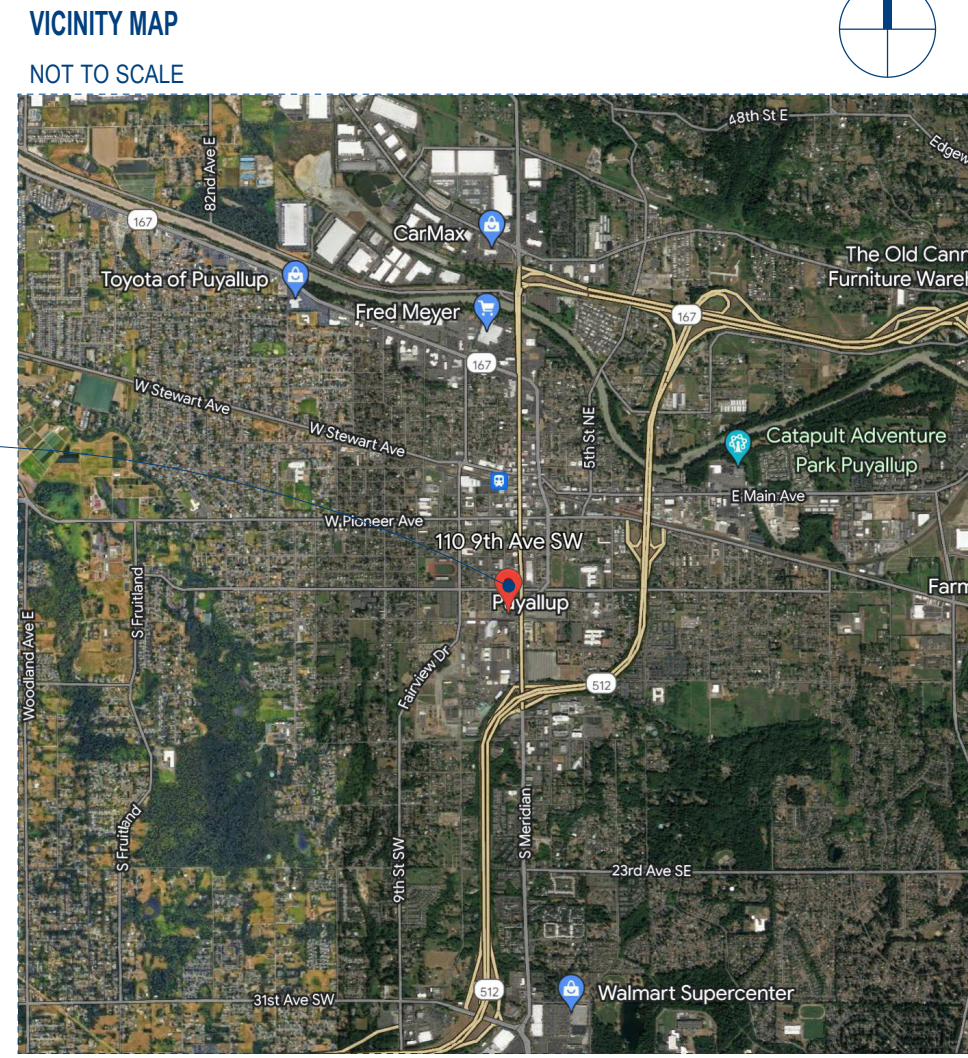 VICINITY MAP
NOT TO SCALE
48th St E
Edgew
82nd Ave E
167
CarMax
The Old Cann
Furniture Wareh
Toyota of Puyallup
Fred Meyer
167
167
W Stewart Ave
W Stewart Ave
5th St NE
Catapult Adventure
Park Puyallup
E Main Ave
W Pioneer Ave
110 9th Ave SW
S Fruitland
Puyallup
Farm
Woodland Ave E
Fairview Dr
512
S Fruitland
S Meridian
9th St SW
23rd Ave SE
31st Ave SW
512
Walmart Supercenter